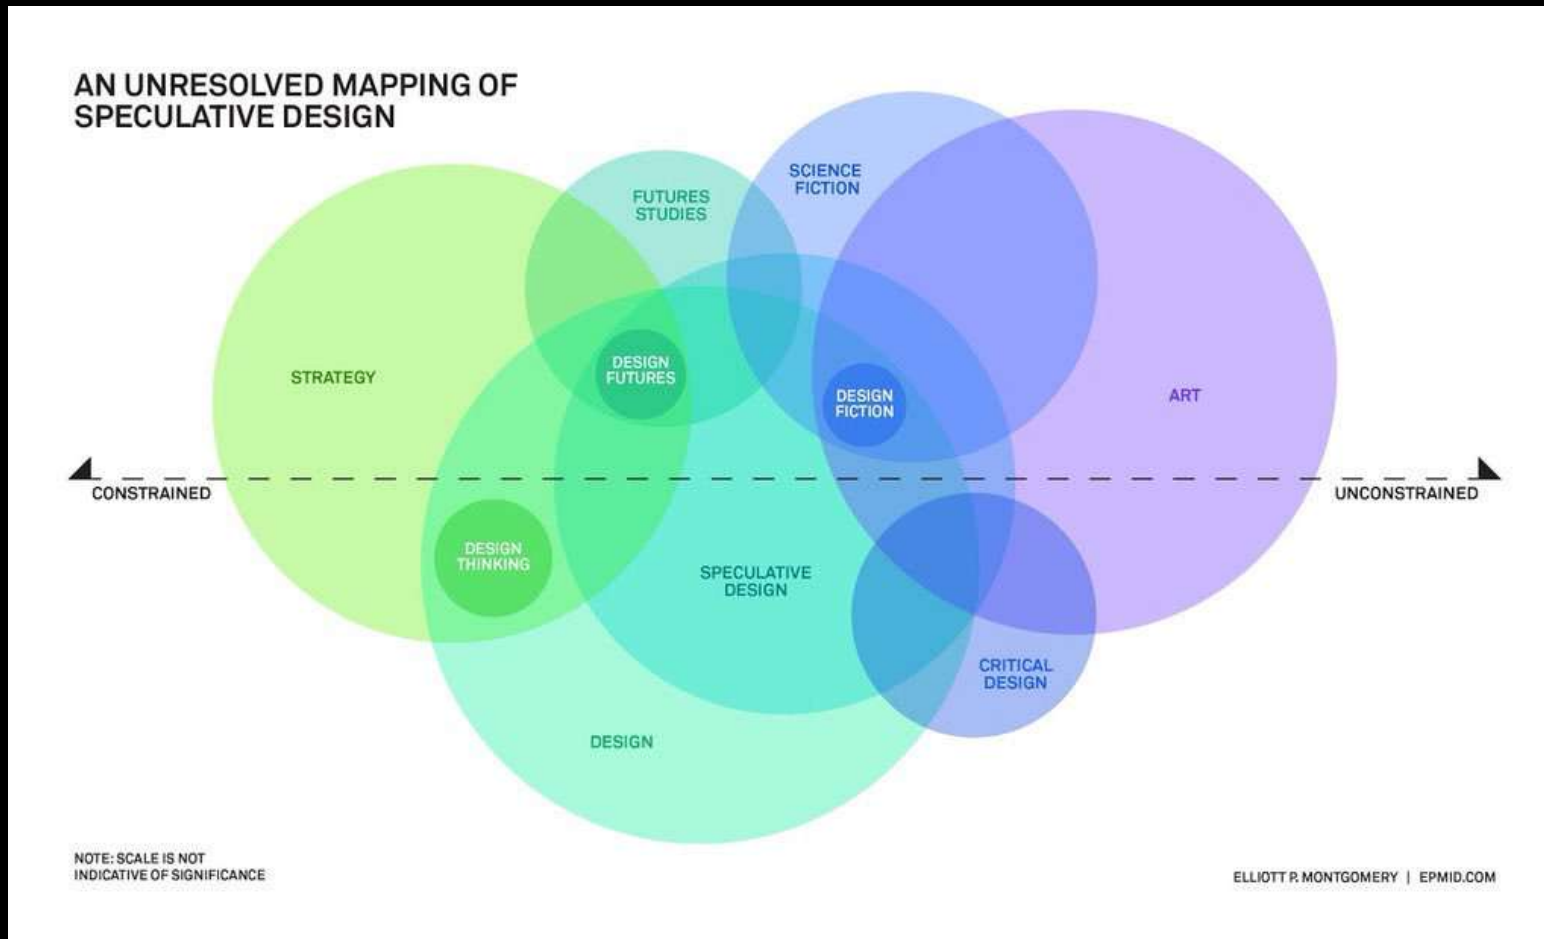 AN UNRESOLVED MAPPING OF
SPECULATIVE DESIGN
SCIENCE
FICTION
FUTURES
STUDIES
DESIGN
FUTURES
STRATEGY
DESIGN
FICTION
ART
CONSTRAINED
UNCONSTRAINED
DESIGN
THINKING
SPECULATIVE
DESIGN
CRITICAL
DESIGN
DESIGN
NOTE: SCALE IS NOT
INDICATIVE OF SIGNIFICANCE
ELLIOTT P. MONTGOMERY | EPMID.COM